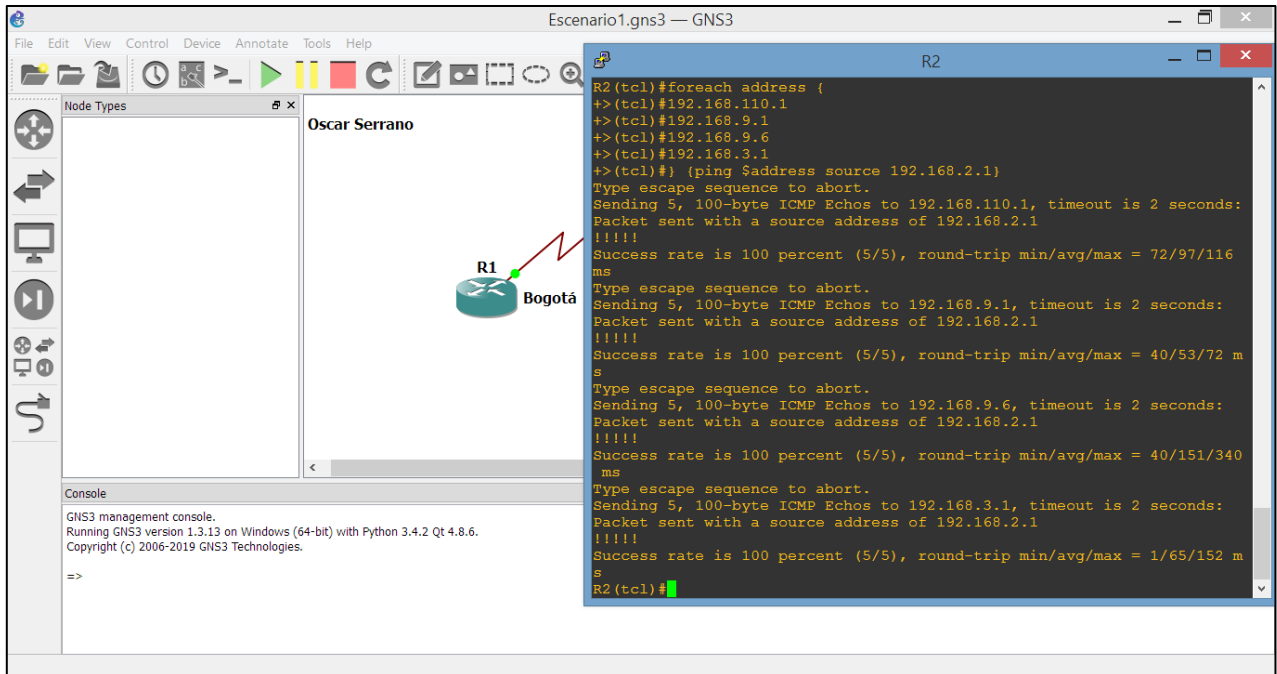 Escenario1.gns3 — GNS3
File Edit View Control Device Annotate Tools Help
Node Types
Oscar Serrano
R1
Bogotá
Console
GNS3 management console.
Running GNS3 version 1.3.13 on Windows (64-bit) with Python 3.4.2 Qt 4.8.6.
Copyright (c) 2006-2019 GNS3 Technologies.
=>
R2
R2(tcl)#foreach address {
+>(tcl)#192.168.110.1
+>(tcl)#192.168.9.1
+>(tcl)#192.168.9.6
+>(tcl)#192.168.3.1
+>(tcl)#} {ping $address source 192.168.2.1}
Type escape sequence to abort.
Sending 5, 100-byte ICMP Echos to 192.168.110.1, timeout is 2 seconds:
Packet sent with a source address of 192.168.2.1
!!!!!
Success rate is 100 percent (5/5), round-trip min/avg/max = 72/97/116
ms
Type escape sequence to abort.
Sending 5, 100-byte ICMP Echos to 192.168.9.1, timeout is 2 seconds:
Packet sent with a source address of 192.168.2.1
!!!!!
Success rate is 100 percent (5/5), round-trip min/avg/max = 40/53/72 m
s
Type escape sequence to abort.
Sending 5, 100-byte ICMP Echos to 192.168.9.6, timeout is 2 seconds:
Packet sent with a source address of 192.168.2.1
!!!!!
Success rate is 100 percent (5/5), round-trip min/avg/max = 40/151/340
 ms
Type escape sequence to abort.
Sending 5, 100-byte ICMP Echos to 192.168.3.1, timeout is 2 seconds:
Packet sent with a source address of 192.168.2.1
!!!!!
Success rate is 100 percent (5/5), round-trip min/avg/max = 1/65/152 m
s
R2(tcl)#